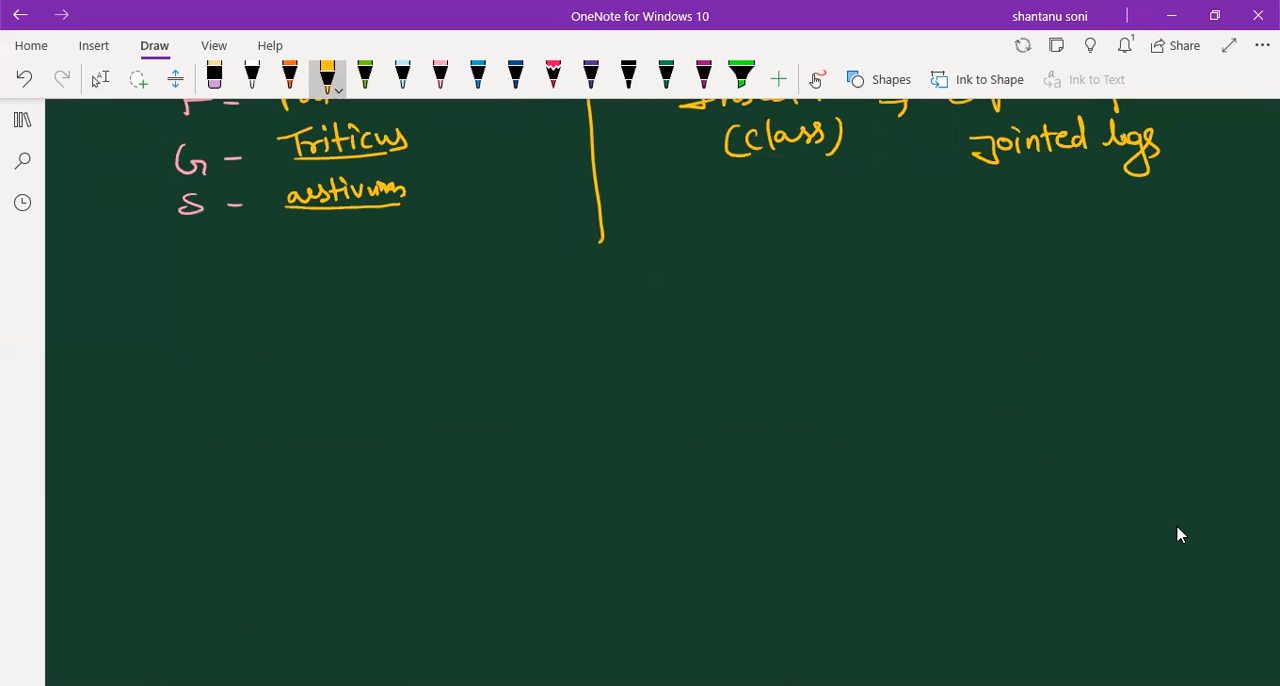 OneNote for Windows 10
shantanu soni
Home Insert Draw View Help
Share
Shapes
Ink to Shape
Ink to Text
Triticus
G -
aestivum
S -
(class)
Jointed legs